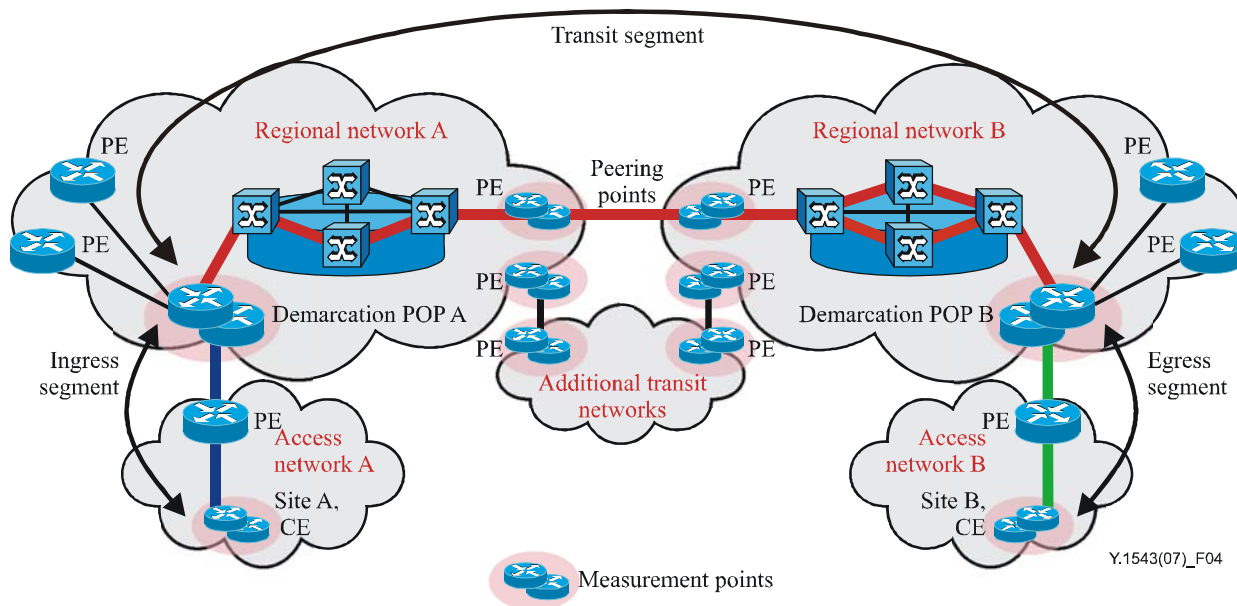 Transit segment
Regional network A
Regional network B
PE
PE
PE
Peering
points
PE
PE
PE
PE
PE
Demarcation POP A
Demarcation POP B
PE
PE
Ingress
segment
Additional transit
networks
Egress
segment
PE
Access
network A
PE
Access
network B
Site A,
CE
Site B,
CE
Measurement points
Y.1543(07)_F04